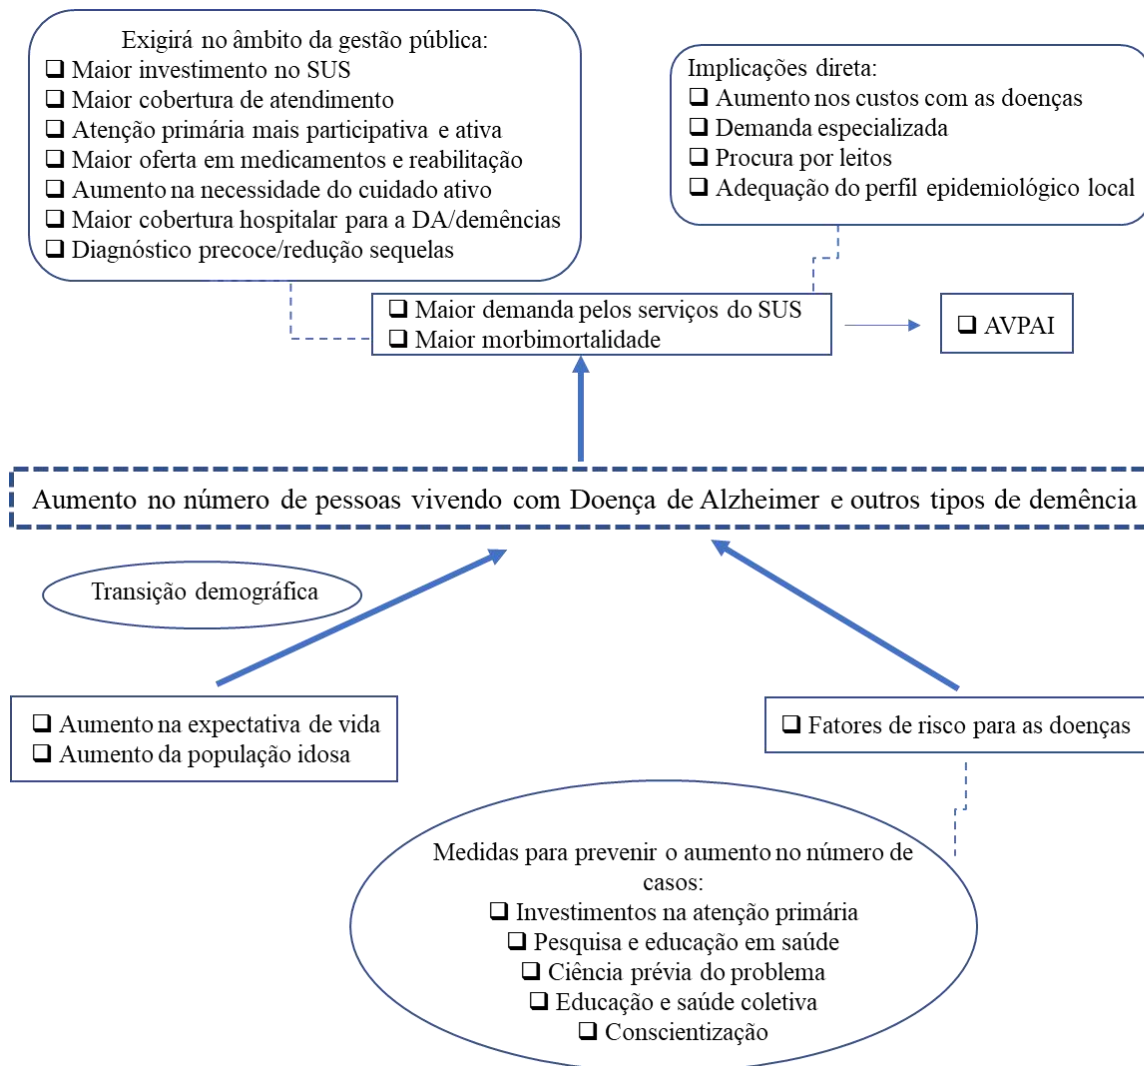 Exigirá no âmbito da gestão pública:
❑ Maior investimento no SUS
❑ Maior cobertura de atendimento
❑ Atenção primária mais participativa e ativa
❑ Maior oferta em medicamentos e reabilitação
❑ Aumento na necessidade do cuidado ativo
❑ Maior cobertura hospitalar para a DA/demências
❑ Diagnóstico precoce/redução sequelas
Implicações direta:
❑ Aumento nos custos com as doenças
❑ Demanda especializada
❑ Procura por leitos
❑ Adequação do perfil epidemiológico local
❑ Maior demanda pelos serviços do SUS
❑ Maior morbimortalidade
❑ AVPAI
Aumento no número de pessoas vivendo com Doença de Alzheimer e outros tipos de demência
Transição demográfica
❑ Aumento na expectativa de vida
❑ Aumento da população idosa
❑ Fatores de risco para as doenças
Medidas para prevenir o aumento no número de
casos:
❑ Investimentos na atenção primária
❑ Pesquisa e educação em saúde
❑ Ciência prévia do problema
❑ Educação e saúde coletiva
❑ Conscientização